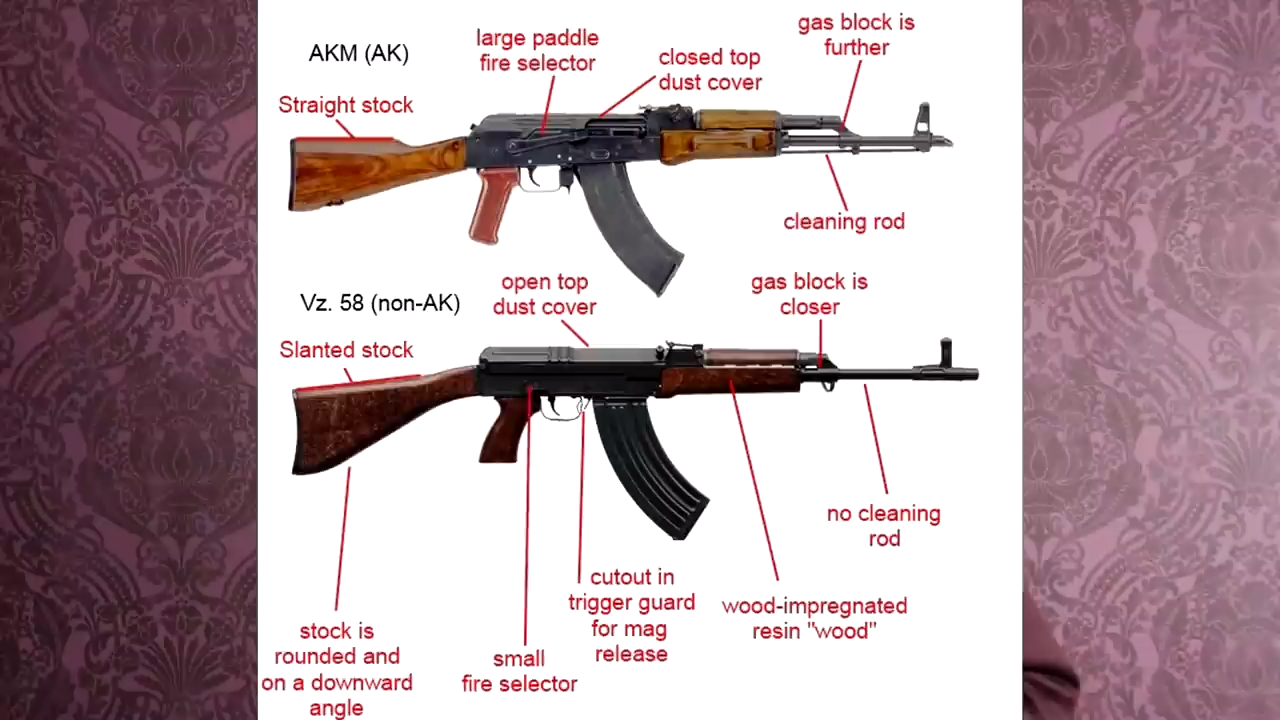 AKM (AK)
large paddle
fire selector
closed top
dust cover
gas block is
further
Straight stock
cleaning rod
Vz. 58 (non-AK)
open top
dust cover
gas block is
closer
Slanted stock
no cleaning
rod
cutout in
trigger guard
for mag
release
wood-impregnated
resin "wood"
stock is
rounded and
on a downward
angle
small
fire selector